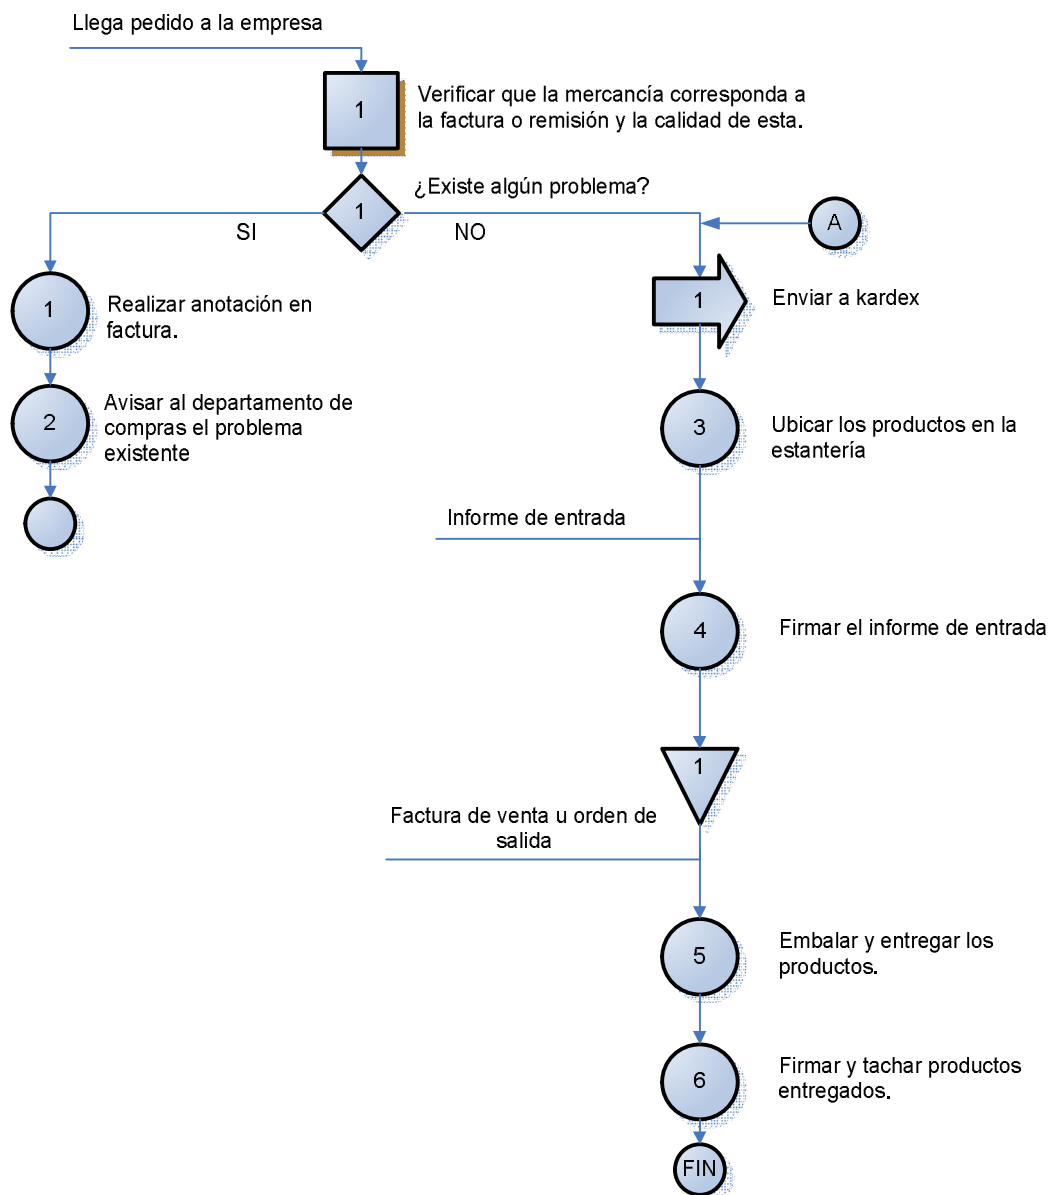 Llega pedido a la empresa
1
Verificar que la mercancía corresponda a
la factura o remisión y la calidad de esta.
¿Existe algún problema?
1
SI
NO
A
1
Realizar anotación en
factura.
1
Enviar a kardex
2
Avisar al departamento de
compras el problema
existente
3
Ubicar los productos en la
estantería
Informe de entrada
4
Firmar el informe de entrada
1
Factura de venta u orden de
salida
5
Embalar y entregar los
productos.
6
Firmar y tachar productos
entregados.
FIN